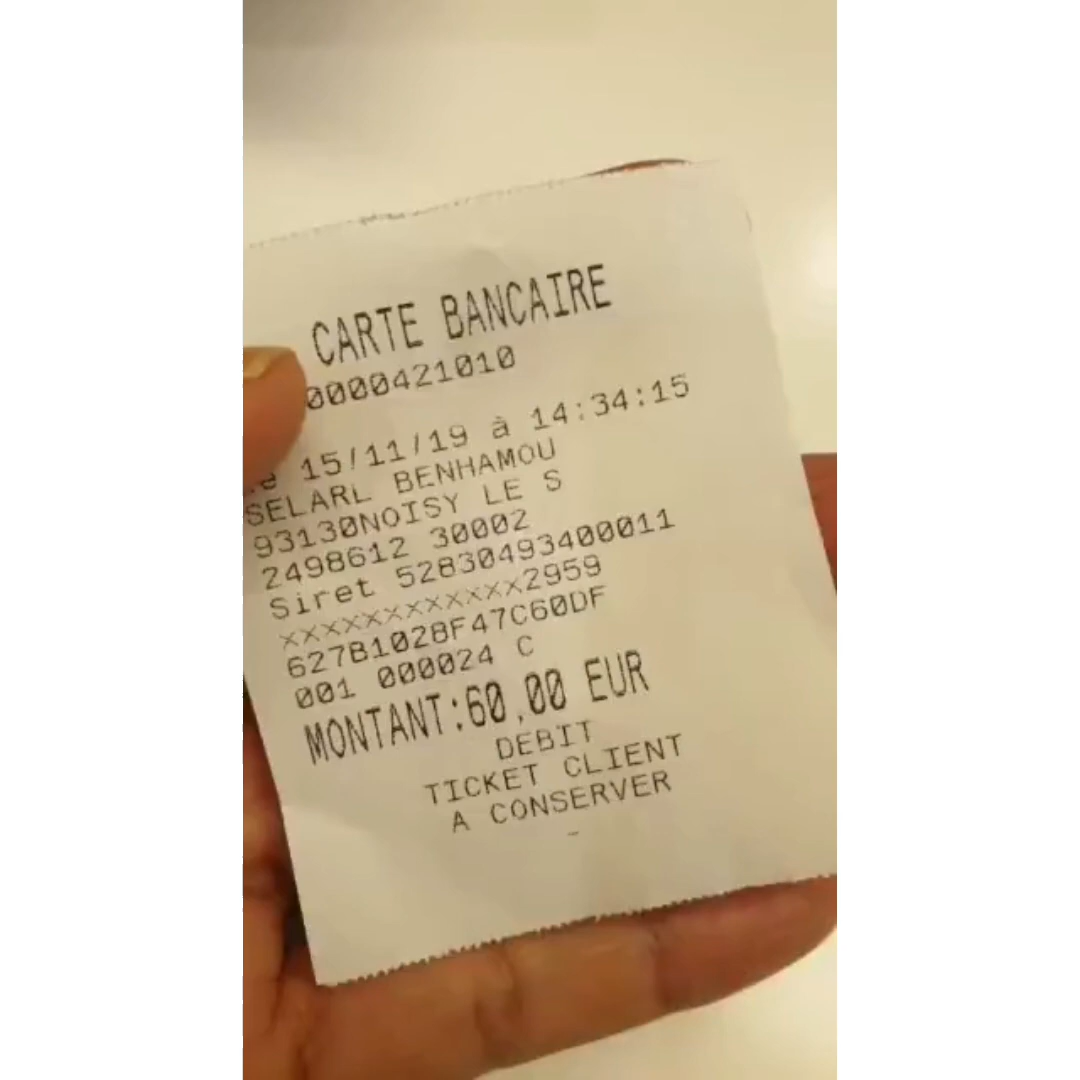 CARTE BANCAIRE
0000421010
le 15/11/19 à 14:34:15
SELARL BENHAMOU
93130NOISY LE S
2498612 30002
Siret 52830493400011
XXXXXXXXXXXX2959
627B1028F47C60DF
001 000024 C
MONTANT:60,00 EUR
DEBIT
TICKET CLIENT
A CONSERVER